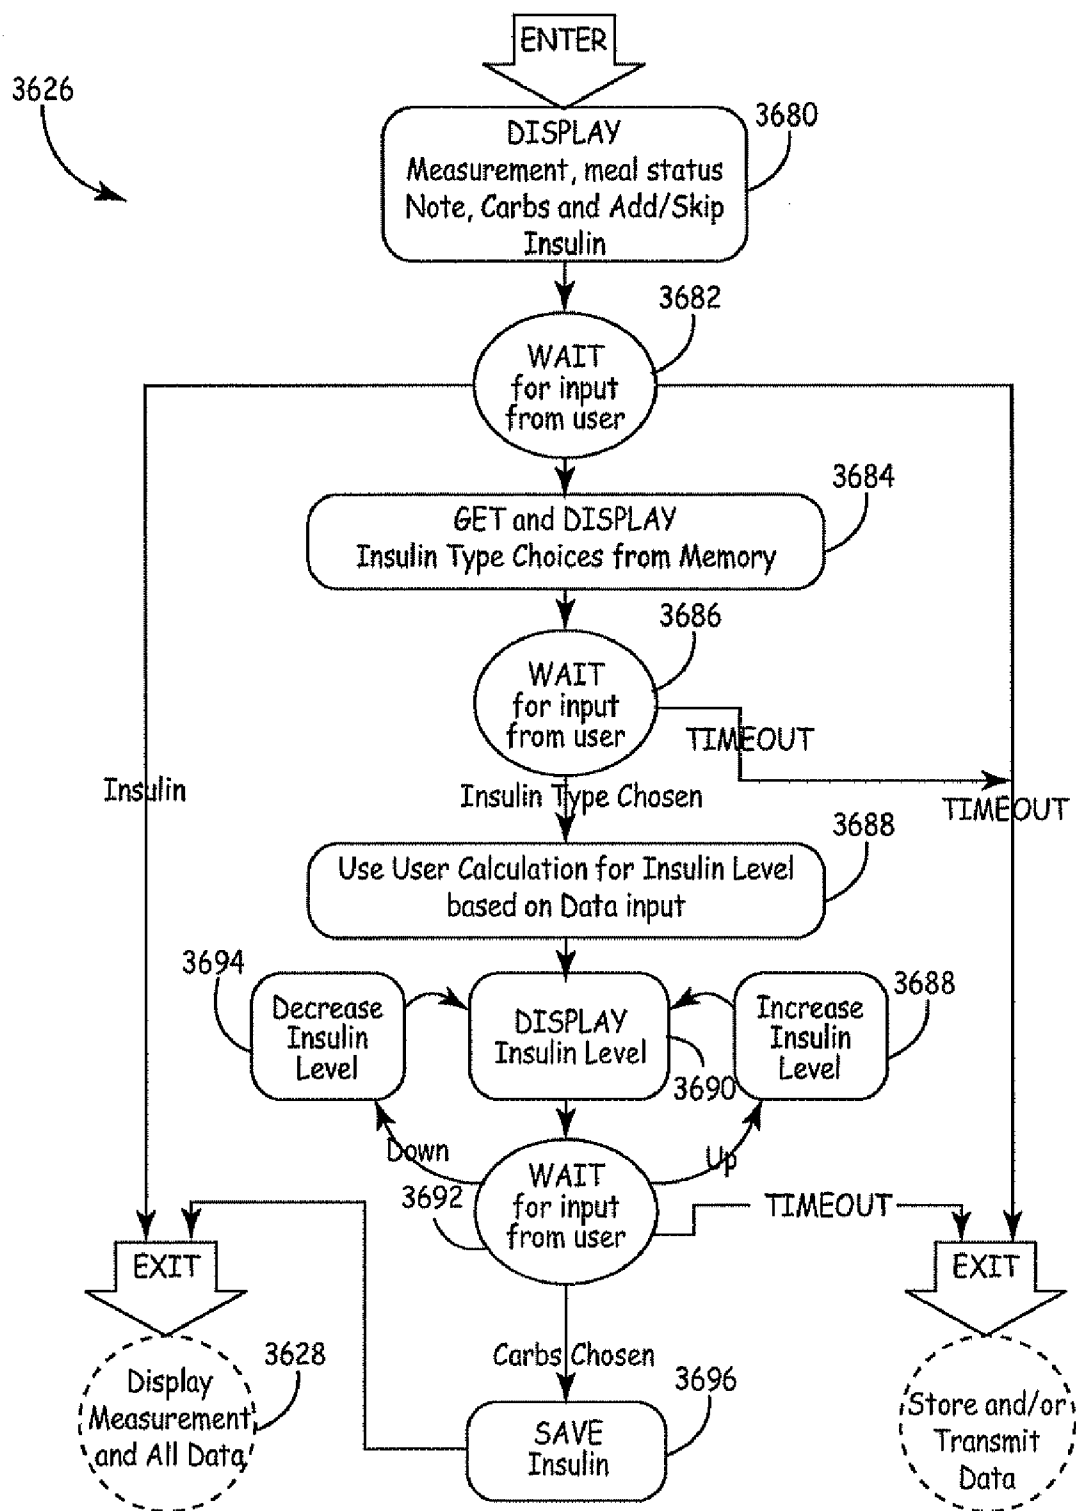 ENTER
3626
3680
DISPLAY
Measurement, meal status
Note, Carbs and Add/Skip
Insulin
3682
WAIT
for input
from user
3684
GET and DISPLAY
Insulin Type Choices from Memory
3686
WAIT
for input
from user
TIMEOUT
Insulin
Insulin Type Chosen
TIMEOUT
3688
Use User Calculation for Insulin Level
based on Data input
3694
Decrease
Insulin
Level
DISPLAY
Insulin Level
3690
3688
Increase
Insulin
Level
Down
Up
3692
WAIT
for input
from user
TIMEOUT
EXIT
EXIT
Carbs Chosen
3628
Display
Measurement
and All Data
3696
SAVE
Insulin
Store and/or
Transmit
Data